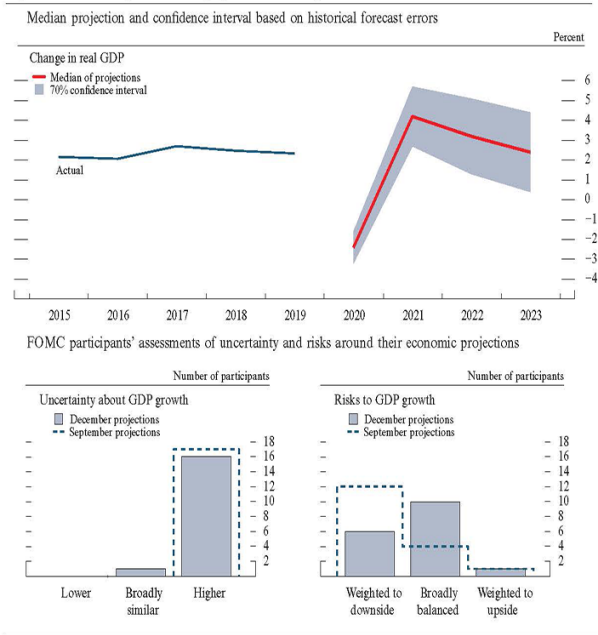 Median projection and confidence interval based on historical forecast errors
Percent
Change in real GDP
Median of projections
70% confidence interval
Actual
6
5
4
3
2
1
0
−1
−2
−3
−4
2015 2016 2017 2018 2019 2020 2021 2022 2023
FOMC participants' assessments of uncertainty and risks around their economic projections
Number of participants
Uncertainty about GDP growth
December projections
September projections
18
16
14
12
10
8
6
4
2
Lower Broadly similar Higher
Number of participants
Risks to GDP growth
December projections
September projections
18
16
14
12
10
8
6
4
2
Weighted to downside Broadly balanced Weighted to upside